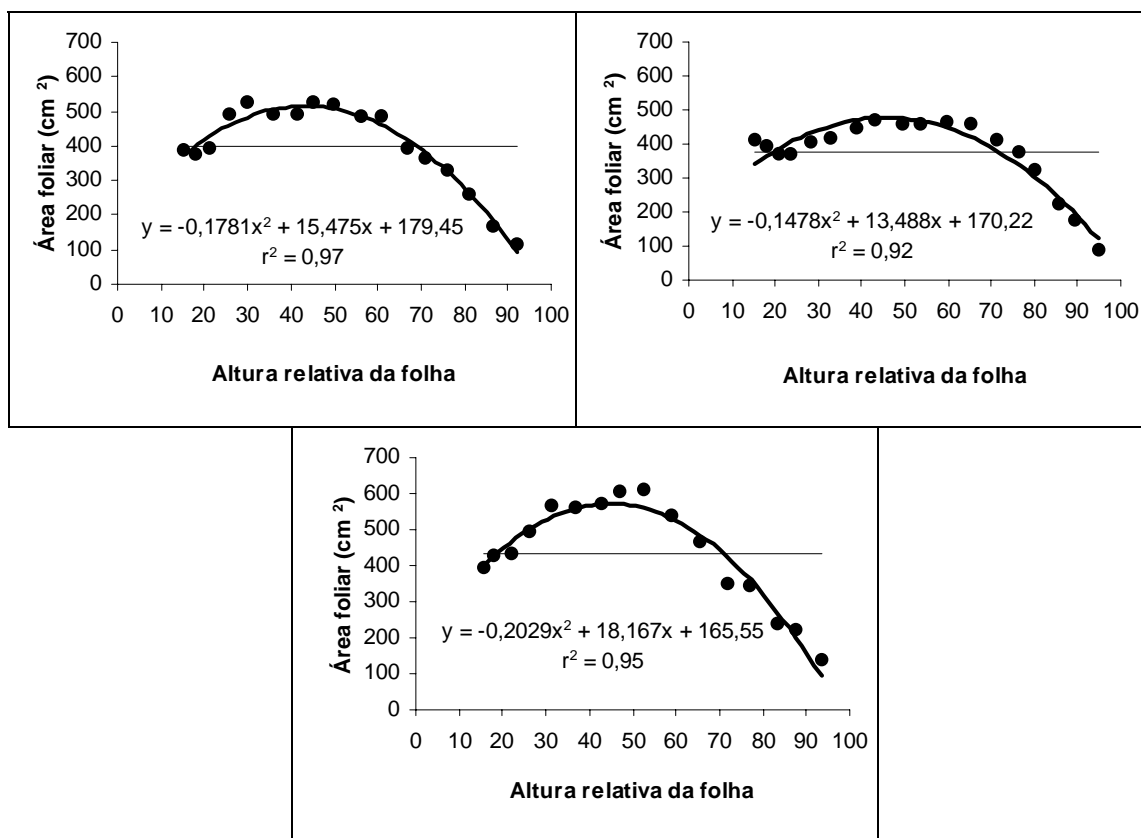 Área foliar (cm ²)
700
600
500
400
300
200
100
0
y = -0,1781x² + 15,475x + 179,45
r² = 0,97
0 10 20 30 40 50 60 70 80 90 100
Altura relativa da folha
Área foliar (cm ²)
700
600
500
400
300
200
100
0
y = -0,1478x² + 13,488x + 170,22
r² = 0,92
0 10 20 30 40 50 60 70 80 90 100
Altura relativa da folha
Área foliar (cm ²)
700
600
500
400
300
200
100
0
y = -0,2029x² + 18,167x + 165,55
r² = 0,95
0 10 20 30 40 50 60 70 80 90 100
Altura relativa da folha